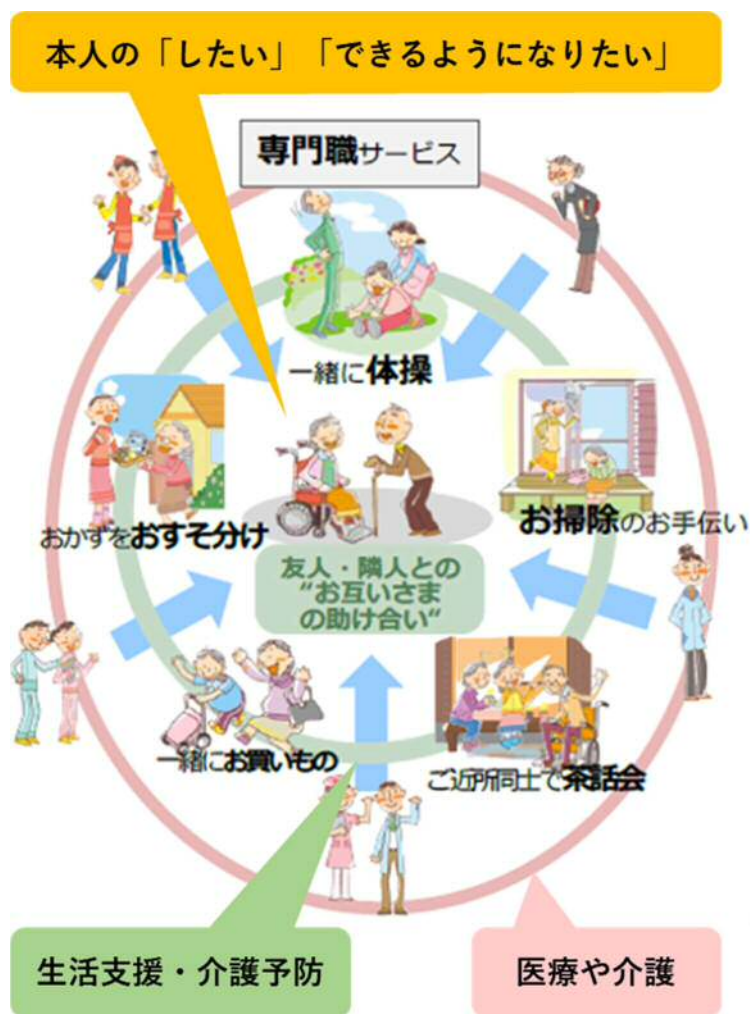 本人の「したい」「できるようになりたい」
専門職サービス
一緒に体操
おかずをおすそ分け
お掃除のお手伝い
友人・隣人との
“お互いさま
の助け合い”
一緒にお買いもの
ご近所同士で茶話会
生活支援・介護予防
医療や介護